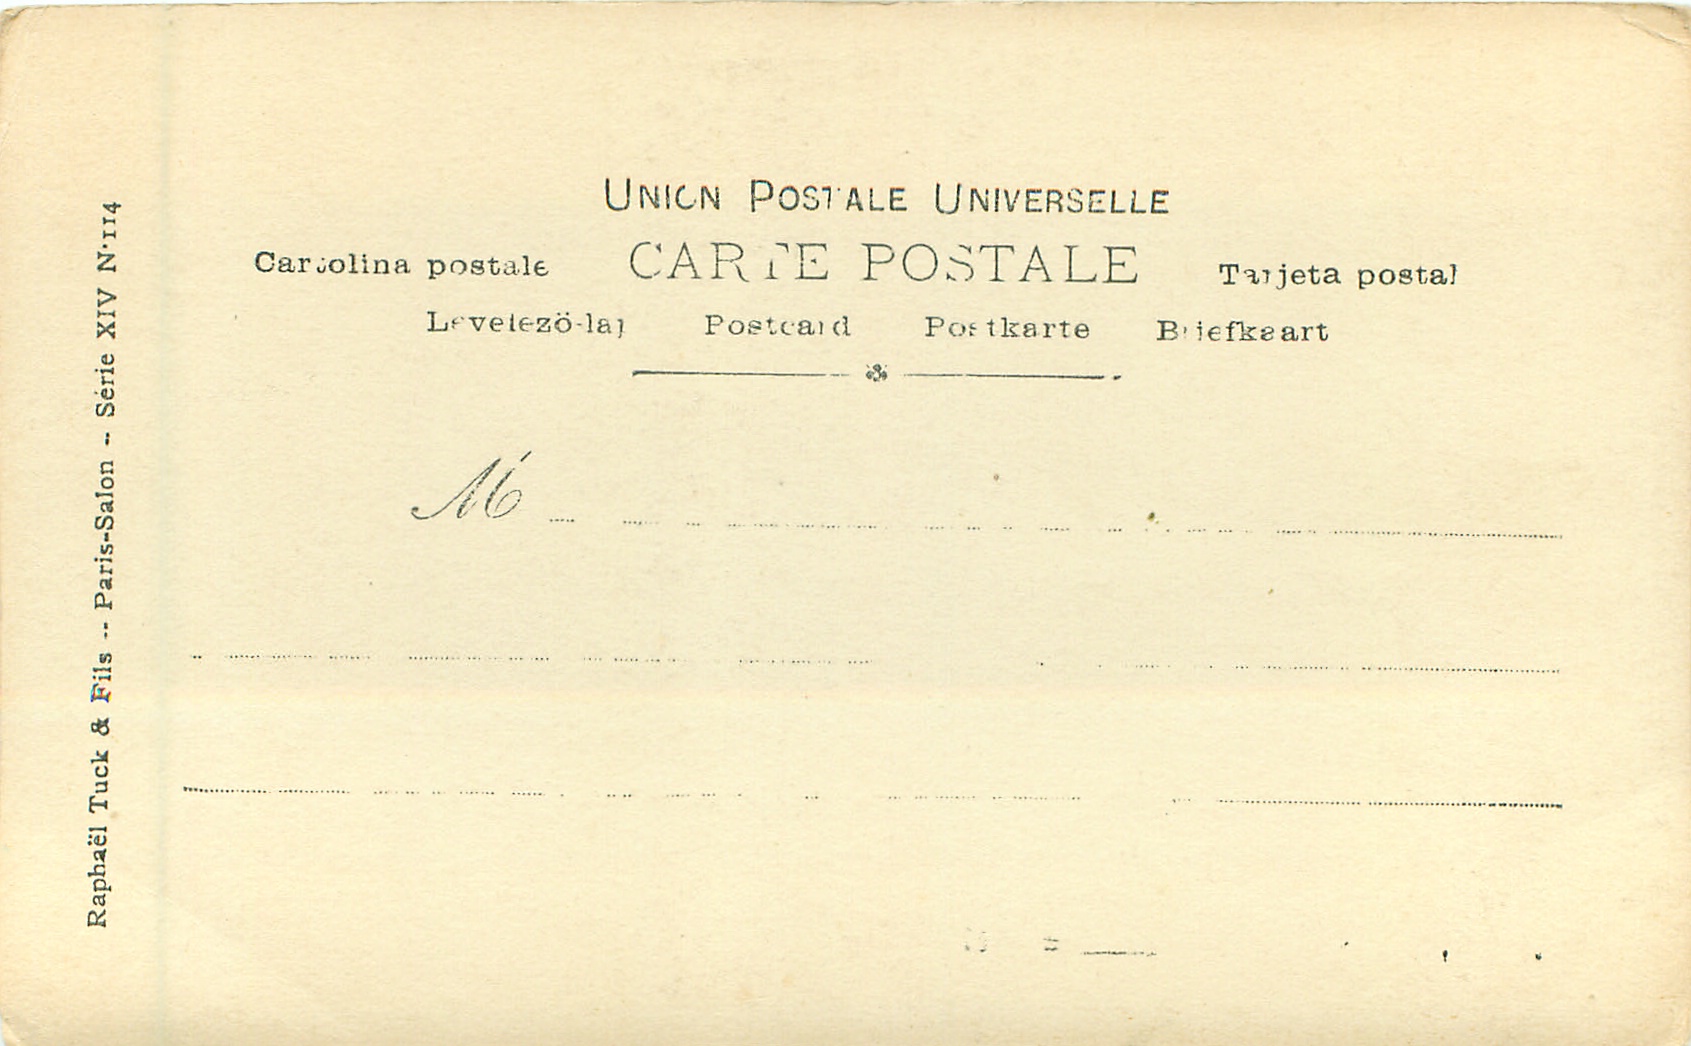 UNION POSTALE UNIVERSELLE
Cartolina postale CARTE POSTALE Tarjeta postal
Levelezö-lap Postcard Postkarte Briefkaart
M
Raphaël Tuck & Fils -- Paris-Salon -- Série XIV N. 114